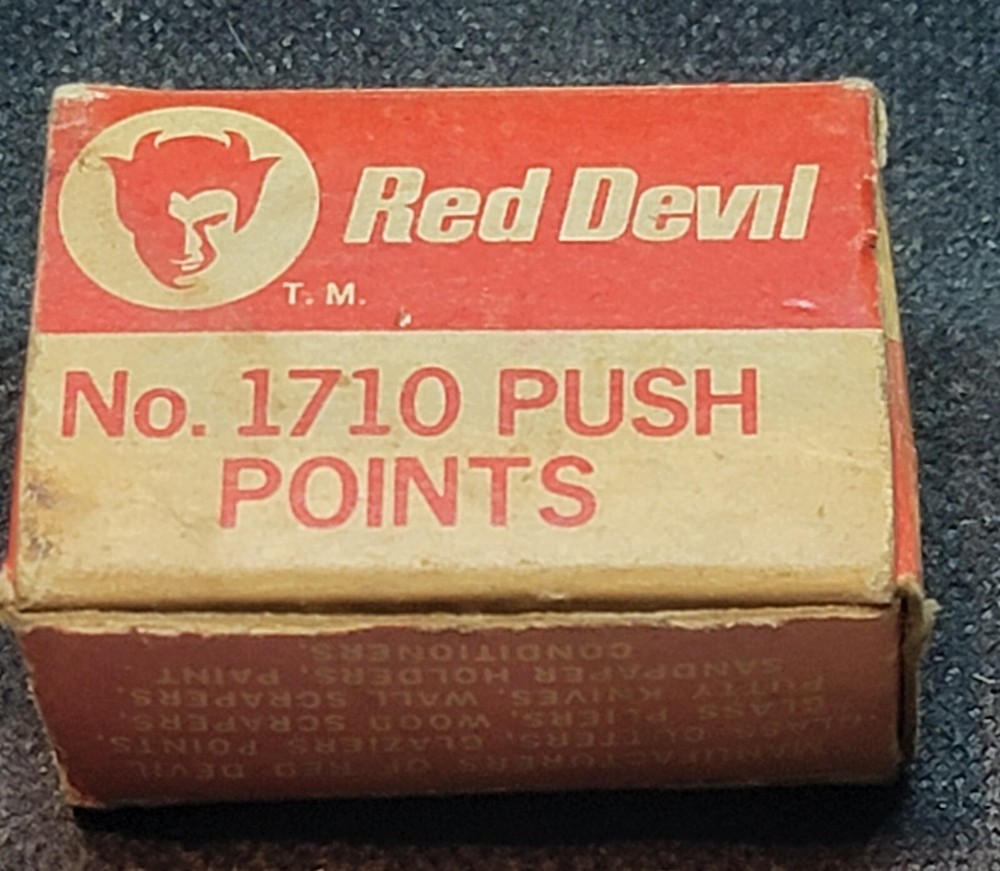 Red Devil
T. M.
No. 1710 PUSH
POINTS
MANUFACTURERS OF RED DEVIL
GLASS CUTTERS, GLAZIERS POINTS,
GLASS PLIERS, WOOD SCRAPERS,
PUTTY KNIVES, WALL SCRAPERS,
SANDPAPER HOLDERS, PAINT
CONDITIONERS.